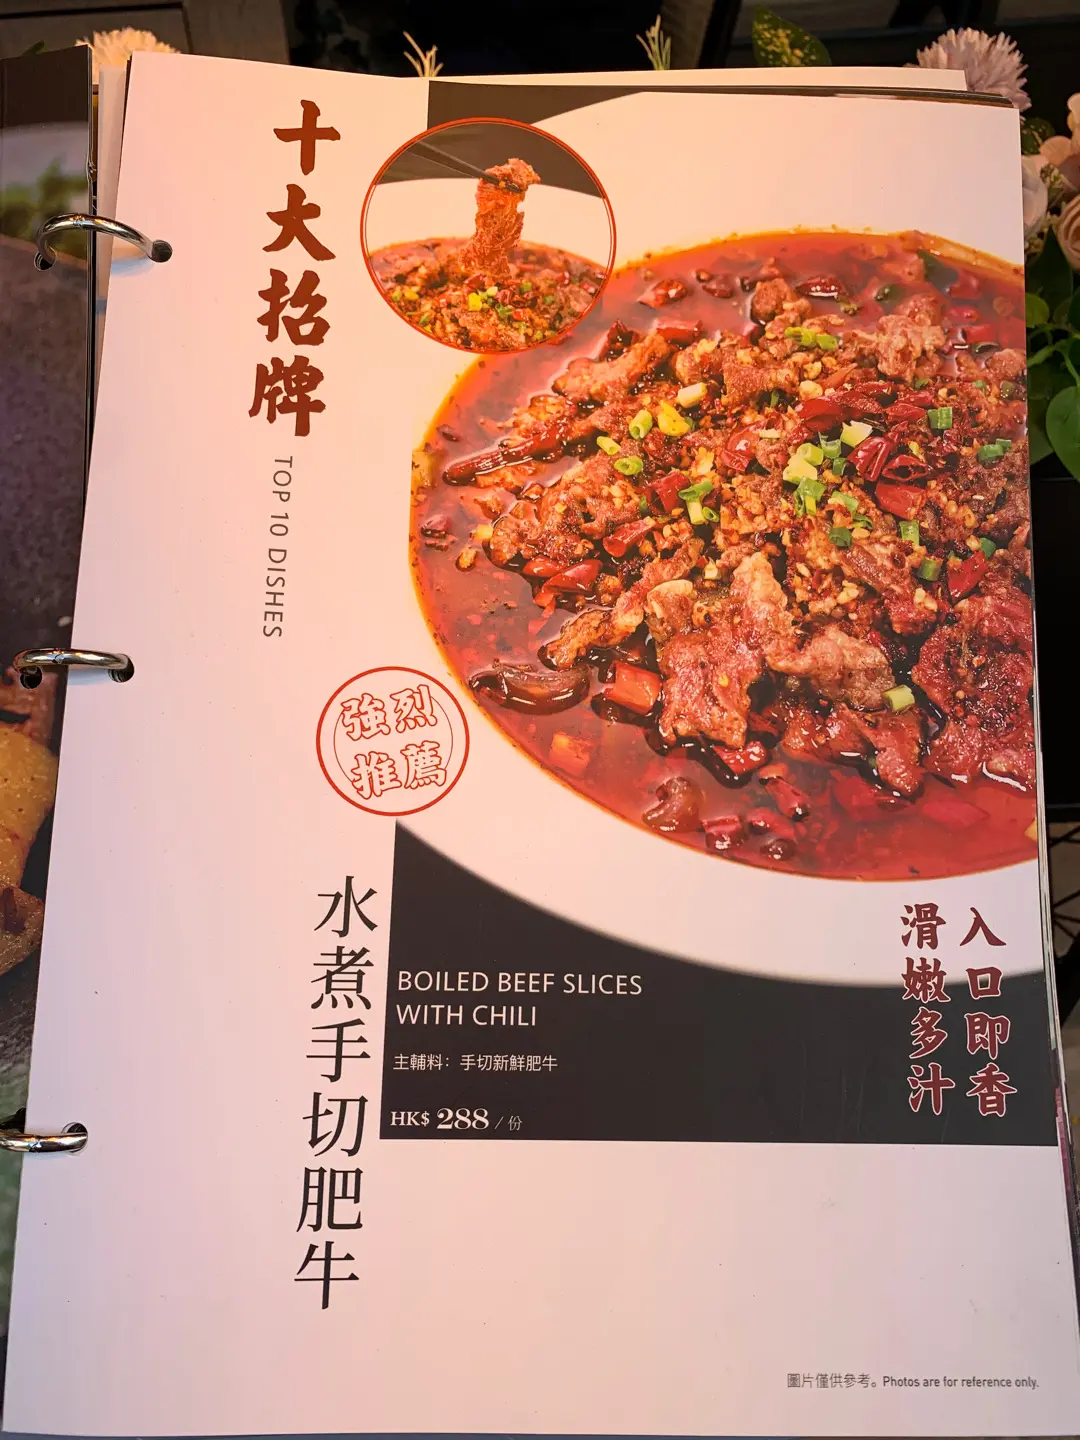 十大招牌
TOP 10 DISHES
強烈
推薦
水煮手切肥牛
BOILED BEEF SLICES
WITH CHILI
主輔料：手切新鮮肥牛
HK$ 288 / 份
入口即香
滑嫩多汁
圖片僅供參考。Photos are for reference only.